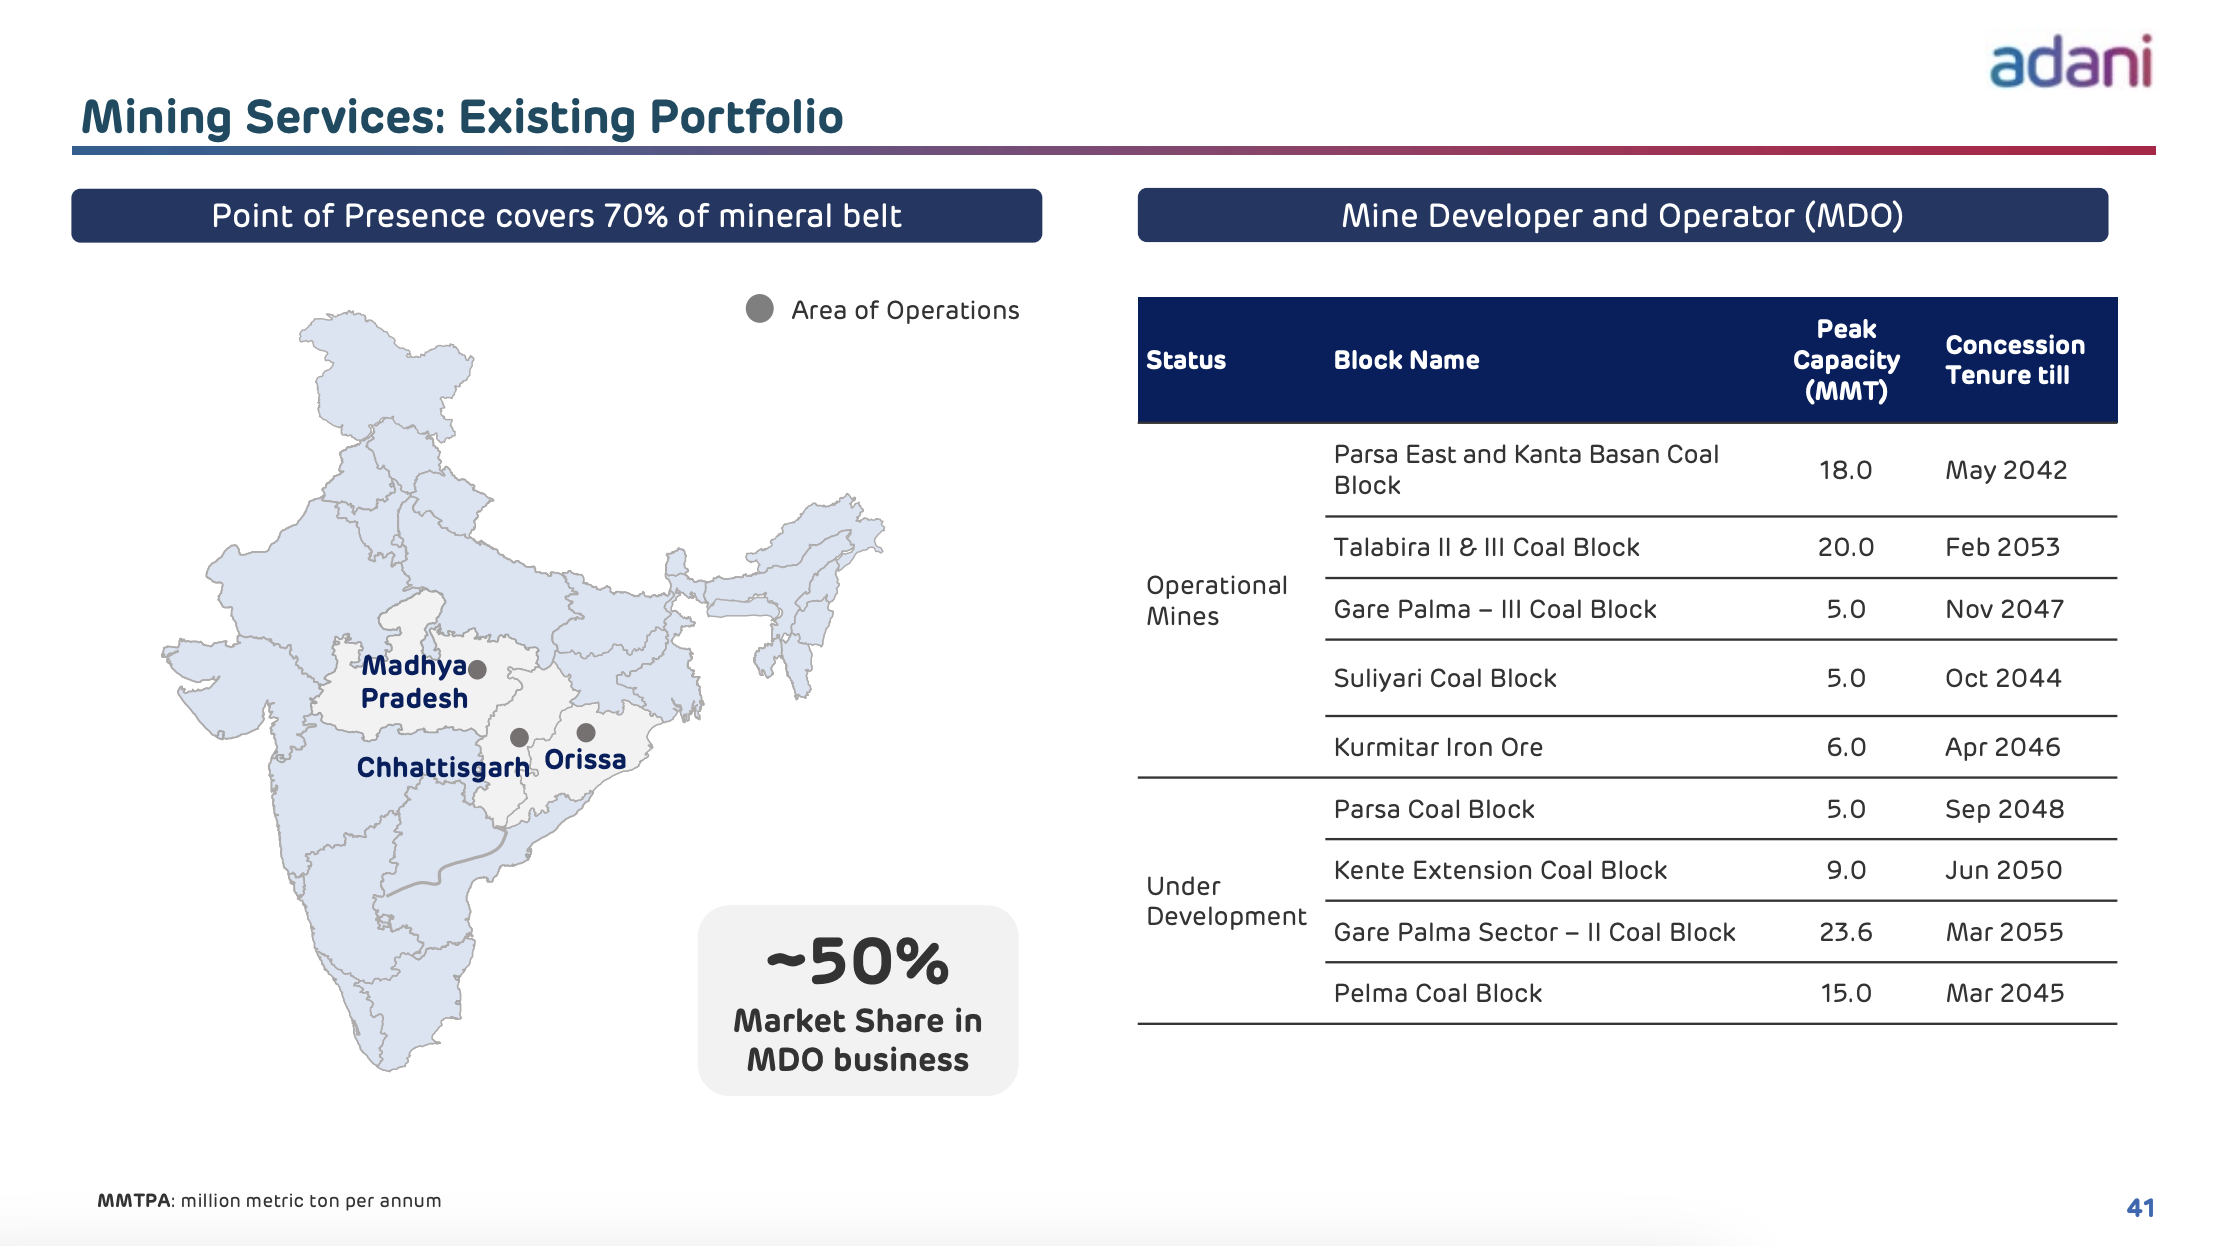 adani
Mining Services: Existing Portfolio
Point of Presence covers 70% of mineral belt
Area of Operations
Madhya
Pradesh
Chhattisgarh
Orissa
~50%
Market Share in
MDO business
Mine Developer and Operator (MDO)
Status Block Name Peak Capacity (MMT) Concession Tenure till
Operational Mines
Parsa East and Kanta Basan Coal Block 18.0 May 2042
Talabira II & III Coal Block 20.0 Feb 2053
Gare Palma – III Coal Block 5.0 Nov 2047
Suliyari Coal Block 5.0 Oct 2044
Kurmitar Iron Ore 6.0 Apr 2046
Under Development
Parsa Coal Block 5.0 Sep 2048
Kente Extension Coal Block 9.0 Jun 2050
Gare Palma Sector – II Coal Block 23.6 Mar 2055
Pelma Coal Block 15.0 Mar 2045
MMTPA: million metric ton per annum
41